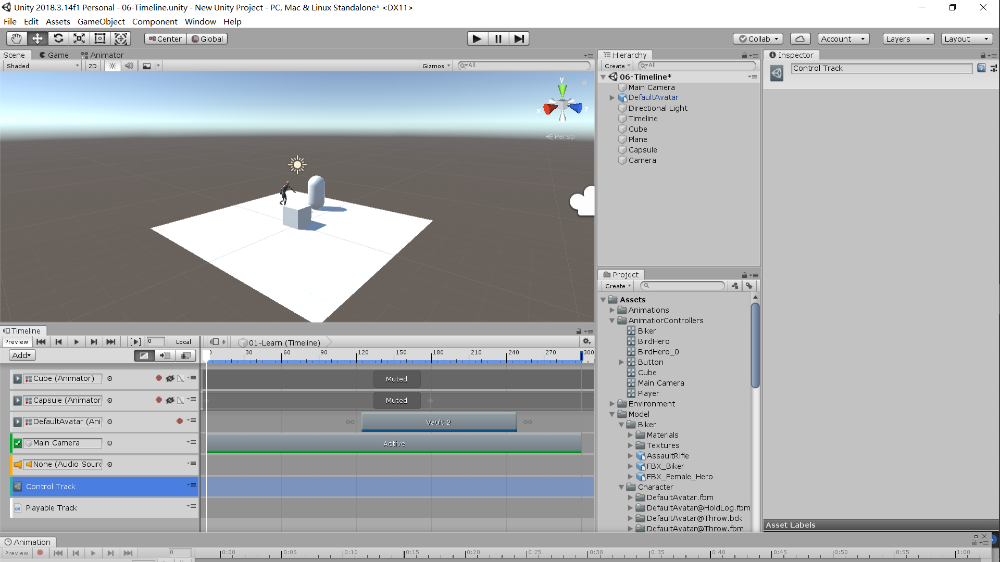 Unity 2018.3.14f1 Personal - 06-Timeline.unity - New Unity Project - PC, Mac & Linux Standalone* <DX11>
File Edit Assets GameObject Component Window Help
Center Global Collab Account Layers Layout
Scene Game Animator
Shaded 2D Gizmos All
y
x
z
Persp
Hierarchy
Create All
06-Timeline*
Main Camera
DefaultAvatar
Directional Light
Timeline
Cube
Plane
Capsule
Camera
Inspector
Control Track
Asset Labels
Project
Create
Assets
Animations
AnimatiorControllers
Biker
BirdHero
BirdHero_0
Button
Cube
Main Camera
Player
Environment
Model
Biker
Materials
Textures
AssaultRifle
FBX_Biker
FBX_Female_Hero
Character
DefaultAvatar.fbm
DefaultAvatar@HoldLog.fbm
DefaultAvatar@Throw.bck
DefaultAvatar@Throw.fbm
Timeline
Preview 0 Local 01-Learn (Timeline)
Add
0 30 60 90 120 150 180 210 240 270 300
Cube (Animator) Muted
Capsule (Animator Muted
DefaultAvatar (Ani Vault 2
Main Camera Active
None (Audio Sourc
Control Track
Playable Track
Animation
Preview 0 0:00 0:05 0:10 0:15 0:20 0:25 0:30 0:35 0:40 0:45 0:50 0:55 1:00